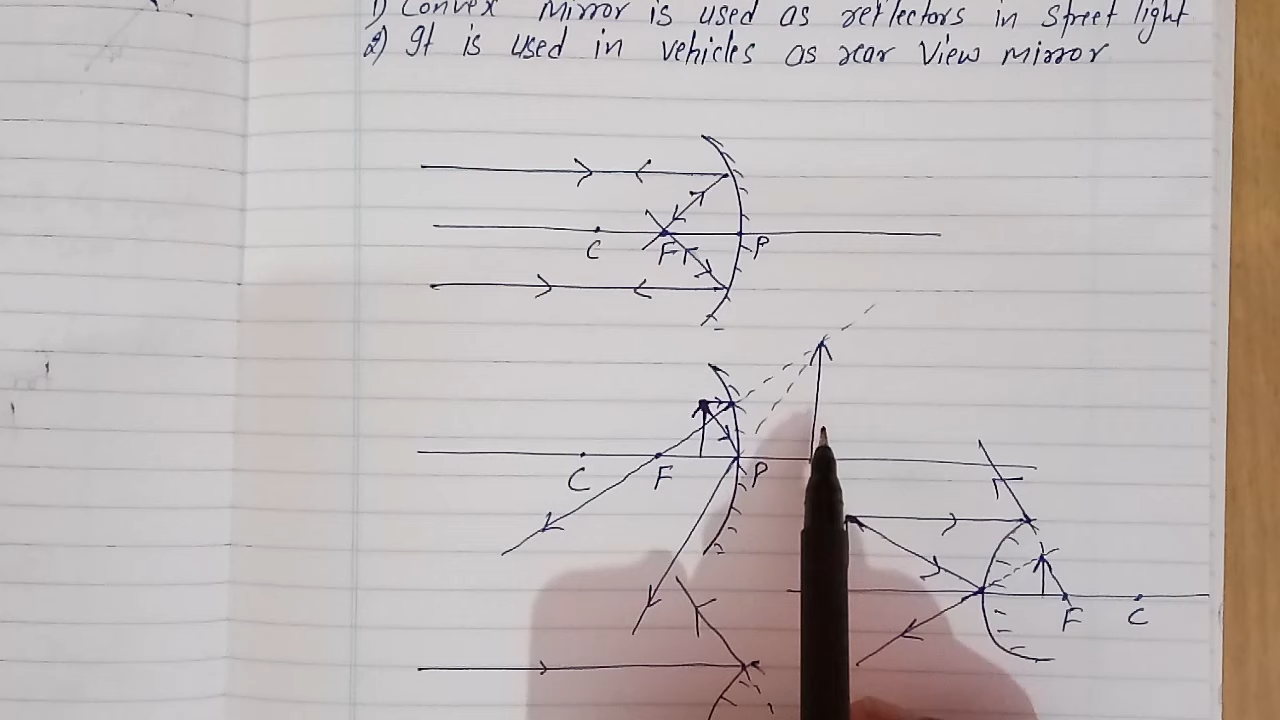 1) Convex Mirror is used as reflectors in street light
2) It is used in vehicles as rear view mirror
C F P
C F P
F C